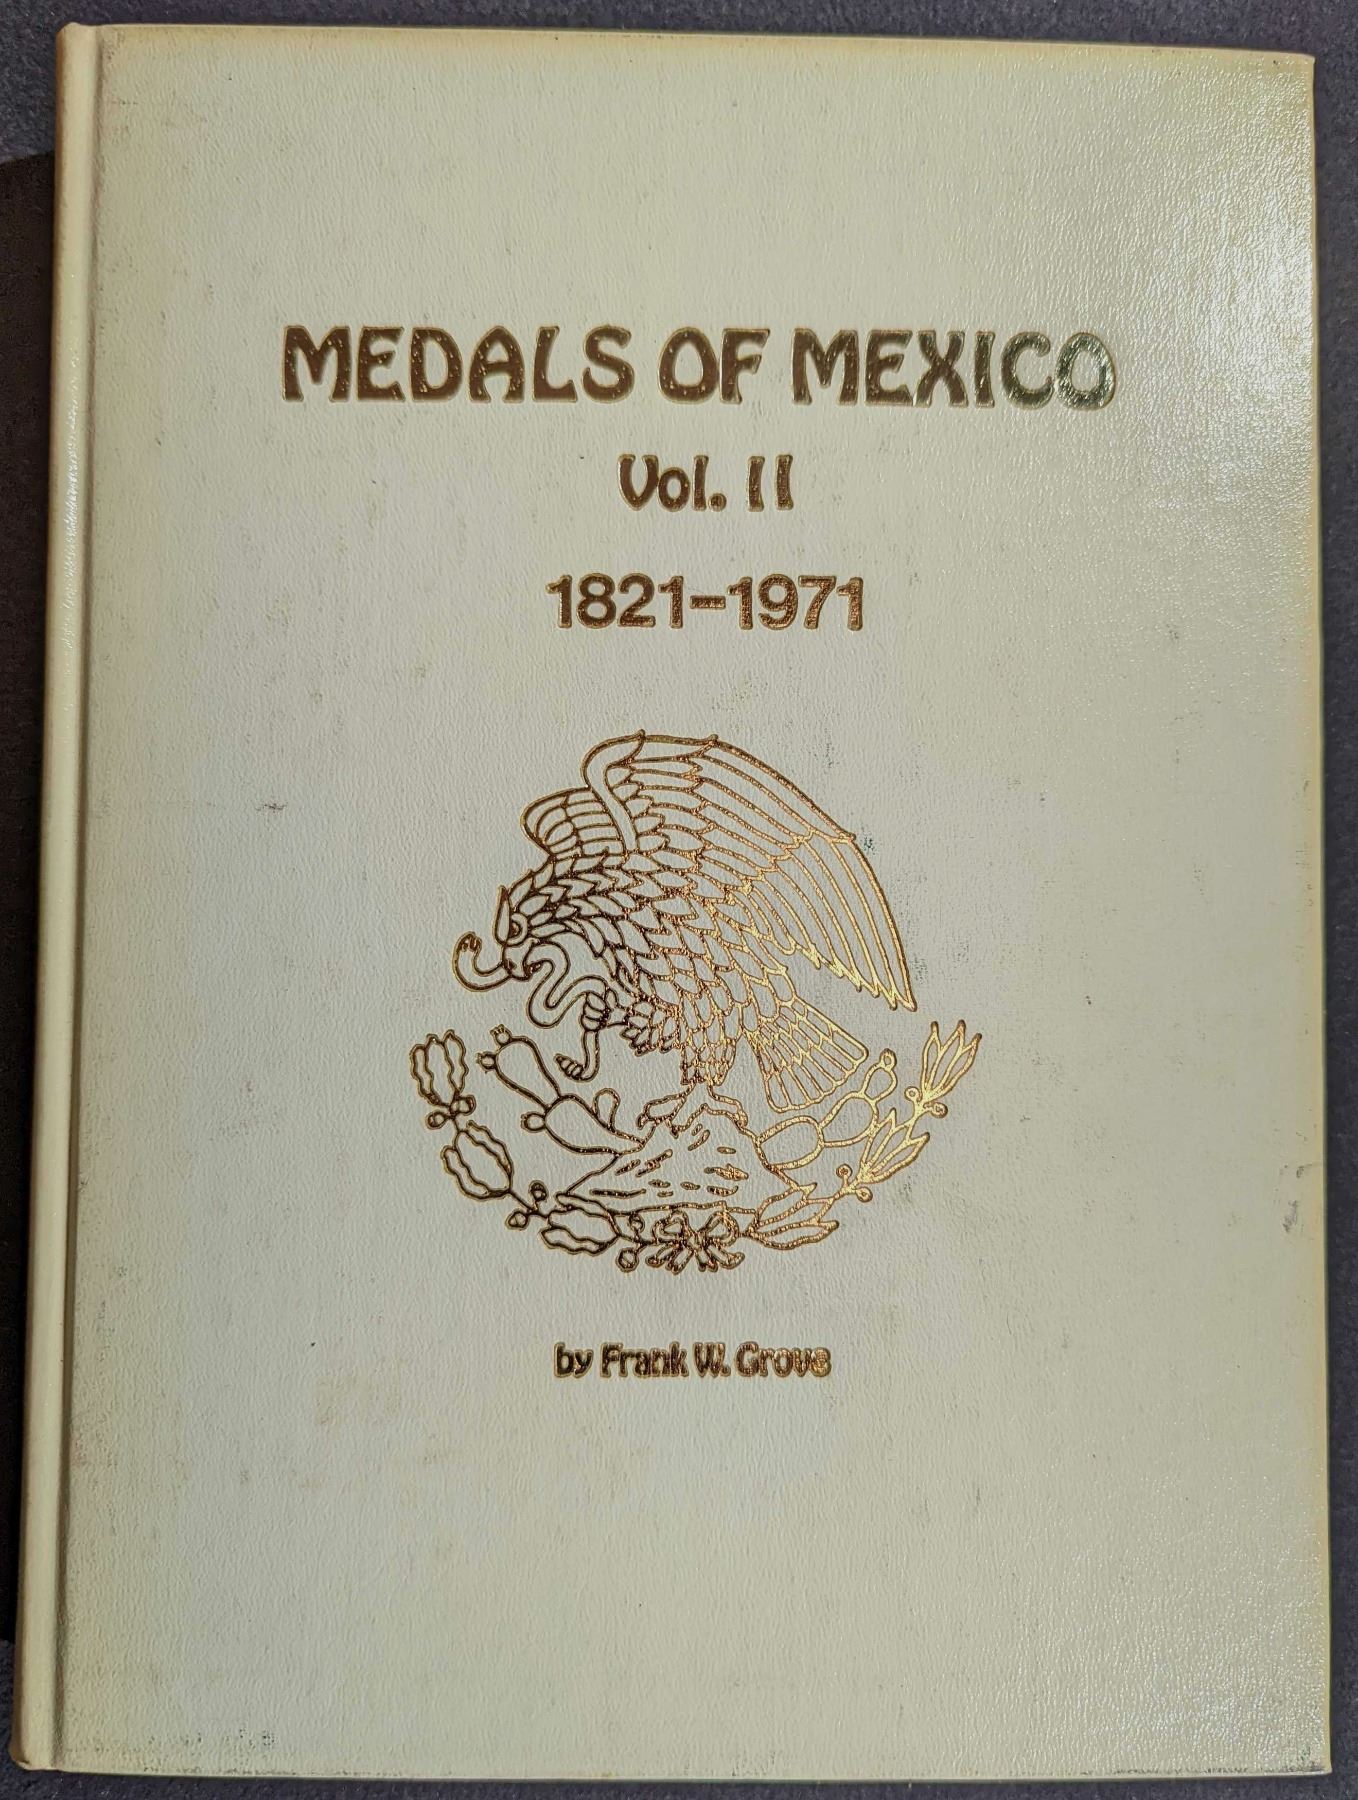 MEDALS OF MEXICO
Vol. II
1821-1971
by Frank W. Grove